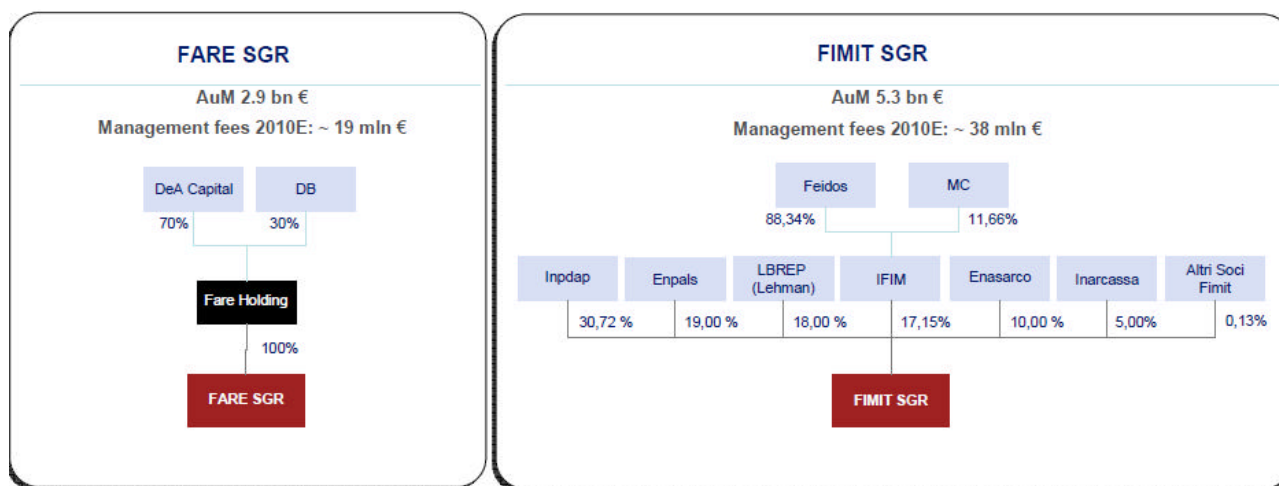 FARE SGR
AuM 2.9 bn €
Management fees 2010E: ~ 19 mln €
DeA Capital
DB
70%
30%
Fare Holding
100%
FARE SGR
FIMIT SGR
AuM 5.3 bn €
Management fees 2010E: ~ 38 mln €
Feidos
MC
88,34%
11,66%
Inpdap
Enpals
LBREP
(Lehman)
IFIM
Enasarco
Inarcassa
Altri Soci
Fimit
30,72 %
19,00 %
18,00 %
17,15%
10,00 %
5,00%
0,13%
FIMIT SGR